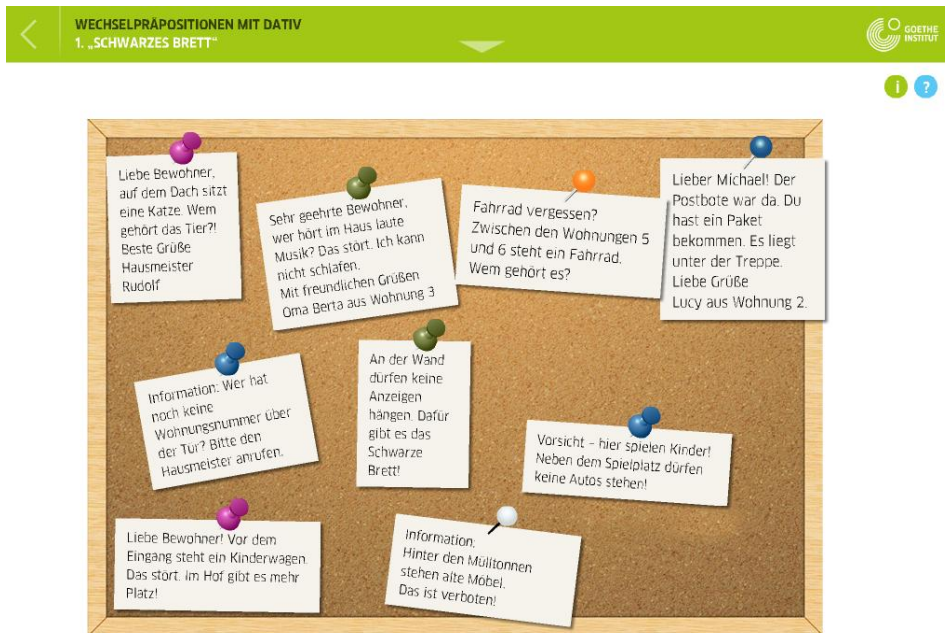 WECHSELPRÄPOSITIONEN MIT DATIV
1. „SCHWARZES BRETT“
GOETHE
INSTITUT
i ?
Liebe Bewohner,
auf dem Dach sitzt
eine Katze. Wem
gehört das Tier?!
Beste Grüße
Hausmeister
Rudolf
Sehr geehrte Bewohner,
wer hört im Haus laute
Musik? Das stört. Ich kann
nicht schlafen.
Mit freundlichen Grüßen
Oma Berta aus Wohnung 3
Fahrrad vergessen?
Zwischen den Wohnungen 5
und 6 steht ein Fahrrad.
Wem gehört es?
Lieber Michael! Der
Postbote war da. Du
hast ein Paket
bekommen. Es liegt
unter der Treppe.
Liebe Grüße
Lucy aus Wohnung 2.
Information: Wer hat
noch keine
Wohnungsnummer über
der Tür? Bitte den
Hausmeister anrufen.
An der Wand
dürfen keine
Anzeigen
hängen. Dafür
gibt es das
Schwarze
Brett!
Vorsicht – hier spielen Kinder!
Neben dem Spielplatz dürfen
keine Autos stehen!
Liebe Bewohner! Vor dem
Eingang steht ein Kinderwagen.
Das stört. Im Hof gibt es mehr
Platz!
Information:
Hinter den Mülltonnen
stehen alte Möbel.
Das ist verboten!